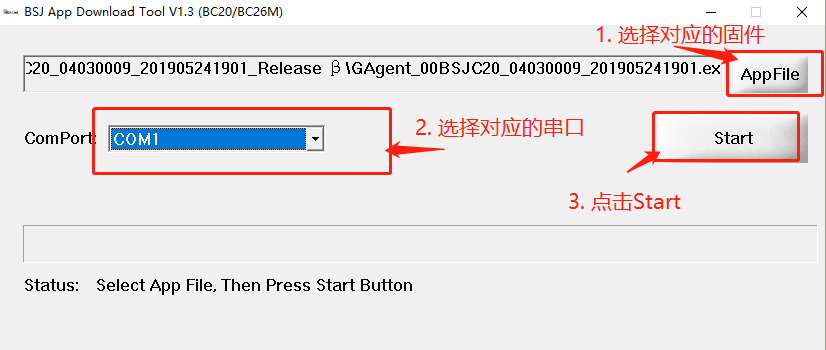 BSJ App Download Tool V1.3 (BC20/BC26M)
1. 选择对应的固件
C20_04030009_201905241901_Release β\GAgent_00BSJC20_04030009_201905241901.ex
AppFile
2. 选择对应的串口
ComPort:
COM1
Start
3. 点击Start
Status: Select App File, Then Press Start Button